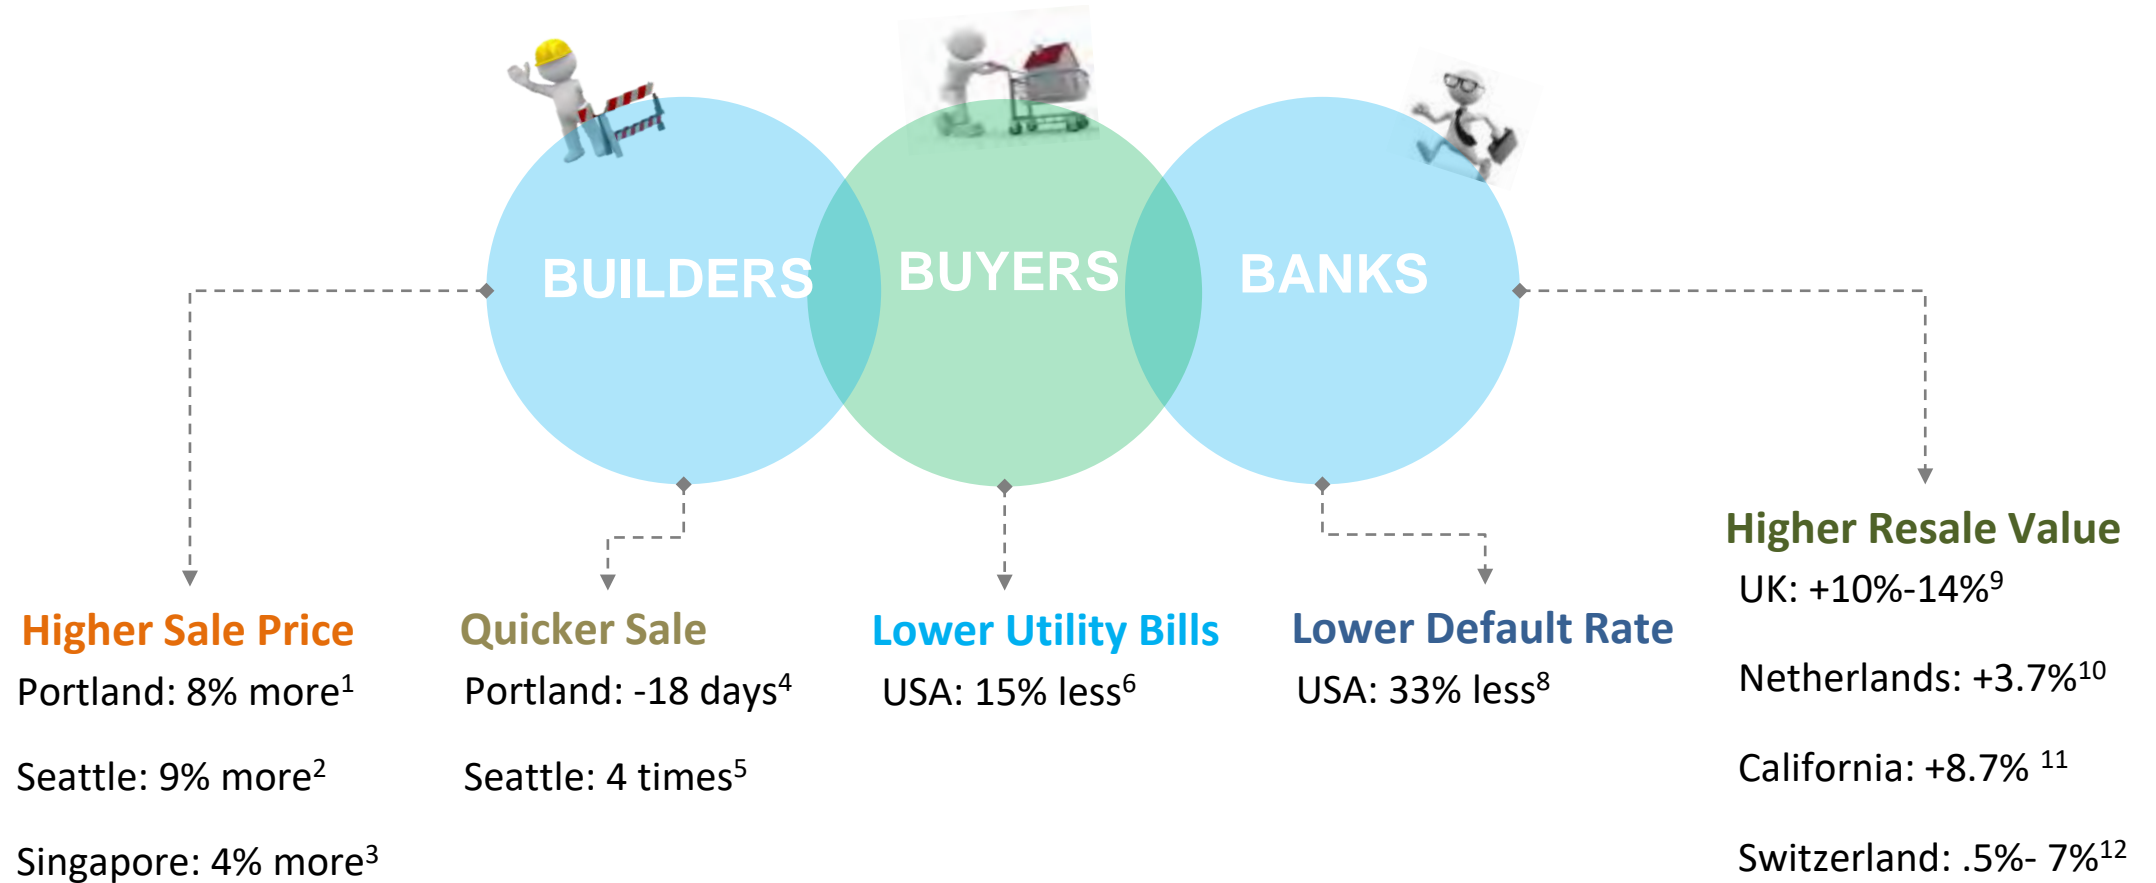 BUILDERS
BUYERS
BANKS
Higher Sale Price
Portland: 8% more¹
Seattle: 9% more²
Singapore: 4% more³
Quicker Sale
Portland: -18 days⁴
Seattle: 4 times⁵
Lower Utility Bills
USA: 15% less⁶
Lower Default Rate
USA: 33% less⁸
Higher Resale Value
UK: +10%-14%⁹
Netherlands: +3.7%¹⁰
California: +8.7% ¹¹
Switzerland: .5%- 7%¹²